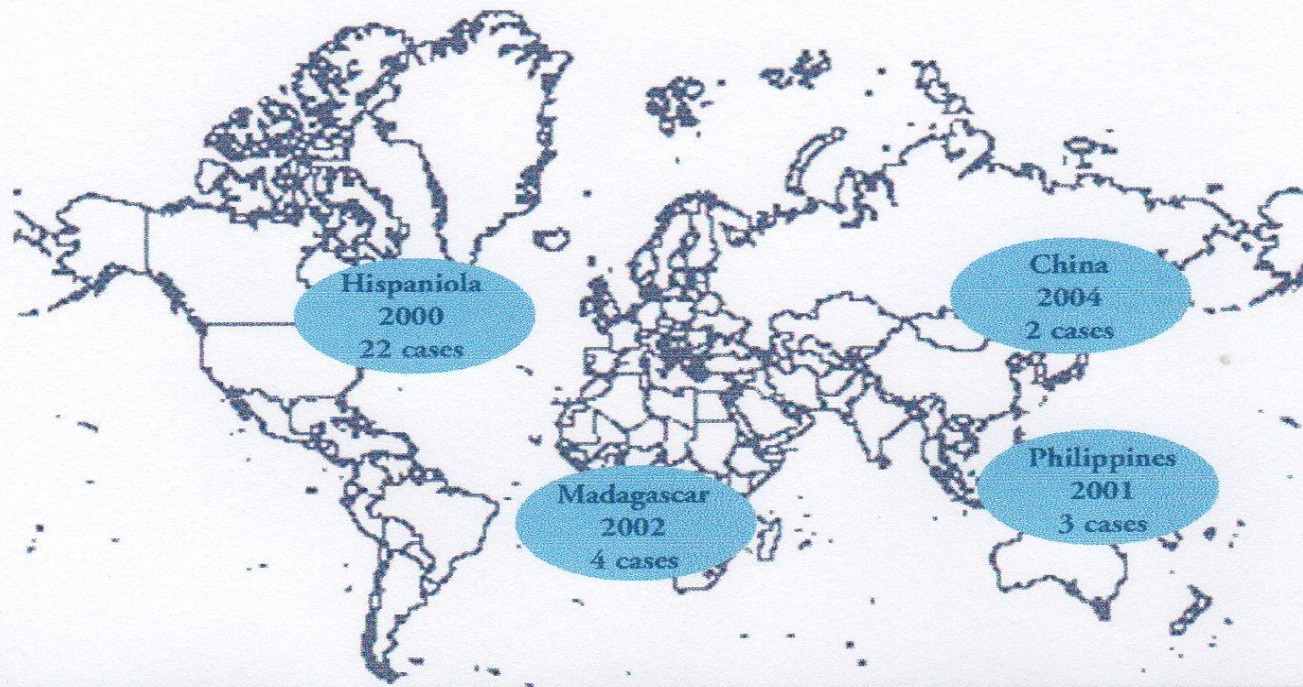 Hispaniola
2000
22 cases
China
2004
2 cases
Madagascar
2002
4 cases
Philippines
2001
3 cases